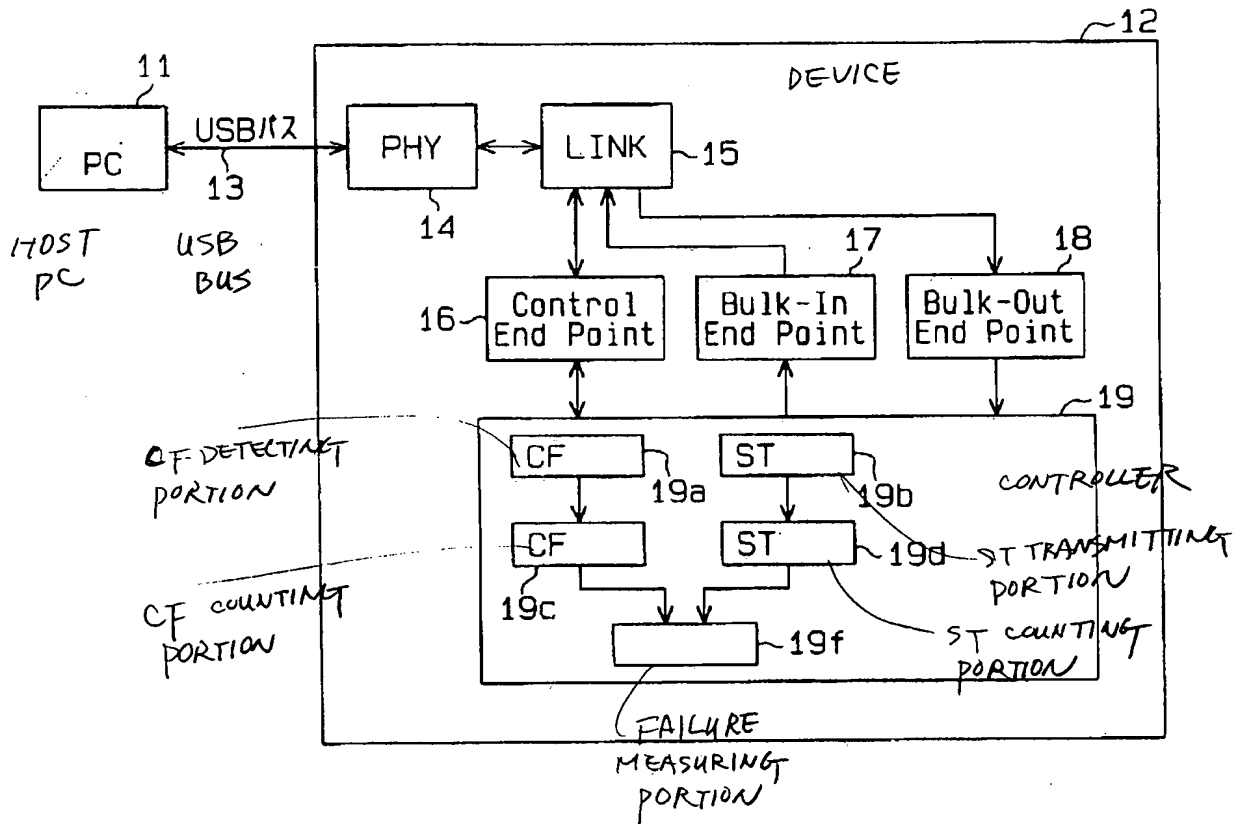 12
DEVICE
11
PC
USBパス
13
PHY
14
LINK
15
HOST
PC
USB
BUS
16
Control
End Point
17
Bulk-In
End Point
18
Bulk-Out
End Point
19
CONTROLLER
CF DETECTING
PORTION
CF
19a
ST
19b
ST TRANSMITTING
PORTION
CF COUNTING
PORTION
CF
19c
ST
19d
ST COUNTING
PORTION
19f
FAILURE
MEASURING
PORTION